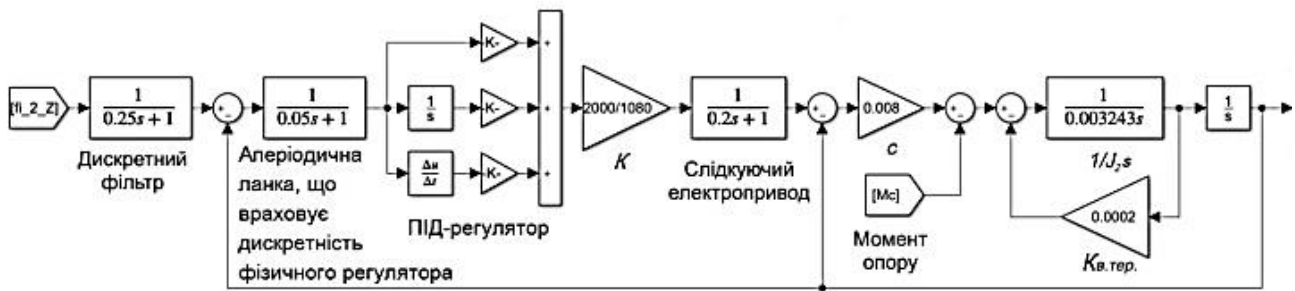 [fi_2_Z]
1
0.25s + 1
Дискретний
фільтр
+
−
1
0.05s + 1
Аперіодична
ланка, що
враховує
дискретність
фізичного регулятора
1
s
Δu
Δt
K-
K-
K-
+
+
+
ПІД-регулятор
2000/1080
K
1
0.2s + 1
Слідкуючий
електропривод
+
−
0.008
c
[Mc]
Момент
опору
+
−
+
−
1
0.003243s
1/J₂s
0.0002
Kв.тер.
1
s